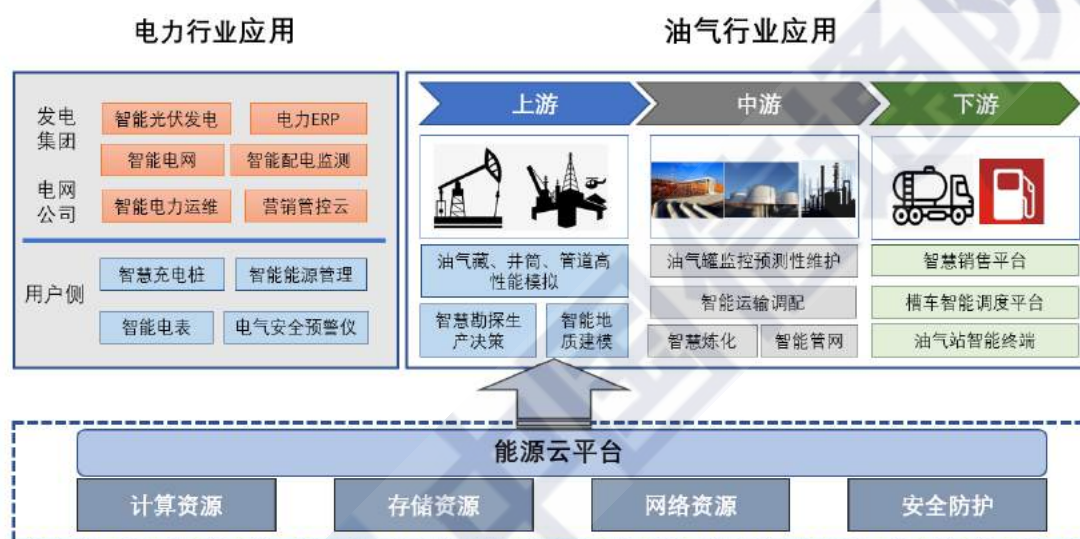 电力行业应用
油气行业应用
发电
集团
智能光伏发电
电力ERP
智能电网
智能配电监测
电网
公司
智能电力运维
营销管控云
用户侧
智慧充电桩
智能能源管理
智能电表
电气安全预警仪
上游
中游
下游
油气藏、井筒、管道高
性能模拟
智慧勘探生
产决策
智能地
质建模
油气罐监控预测性维护
智能运输调配
智慧炼化
智能管网
智慧销售平台
槽车智能调度平台
油气站智能终端
能源云平台
计算资源
存储资源
网络资源
安全防护